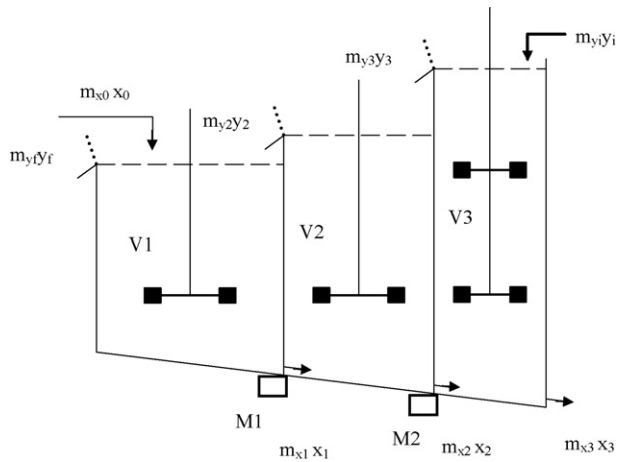 m_yi y_i
m_y3 y_3
m_x0 x_0
m_y2 y_2
m_yf y_f
V3
V1
V2
M1
M2
m_x1 x_1
m_x2 x_2
m_x3 x_3